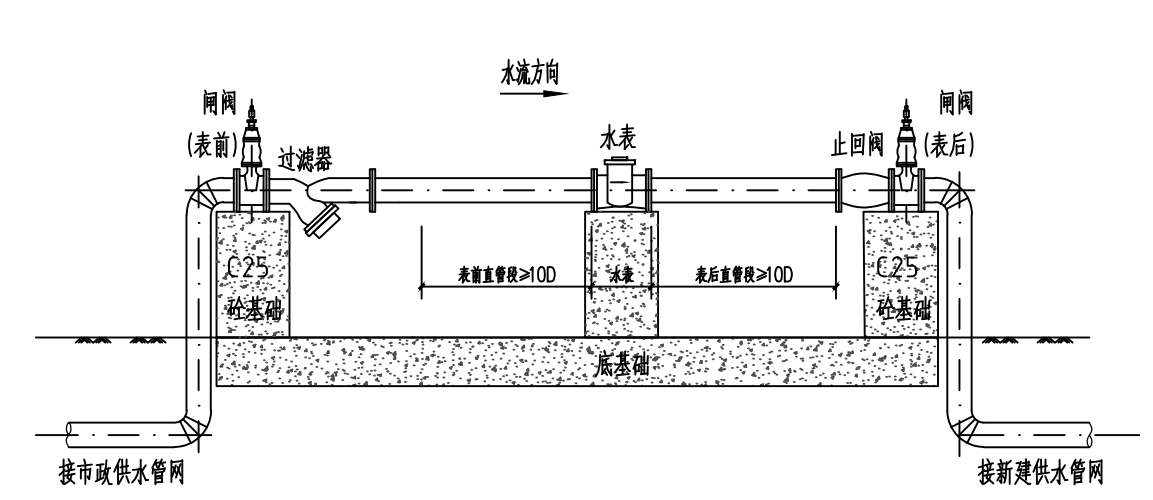 水流方向
闸阀
(表前)
过滤器
水表
止回阀
闸阀
(表后)
C25
砼基础
表前直管段≥10D
水表
表后直管段≥10D
C25
砼基础
底基础
接市政供水管网
接新建供水管网